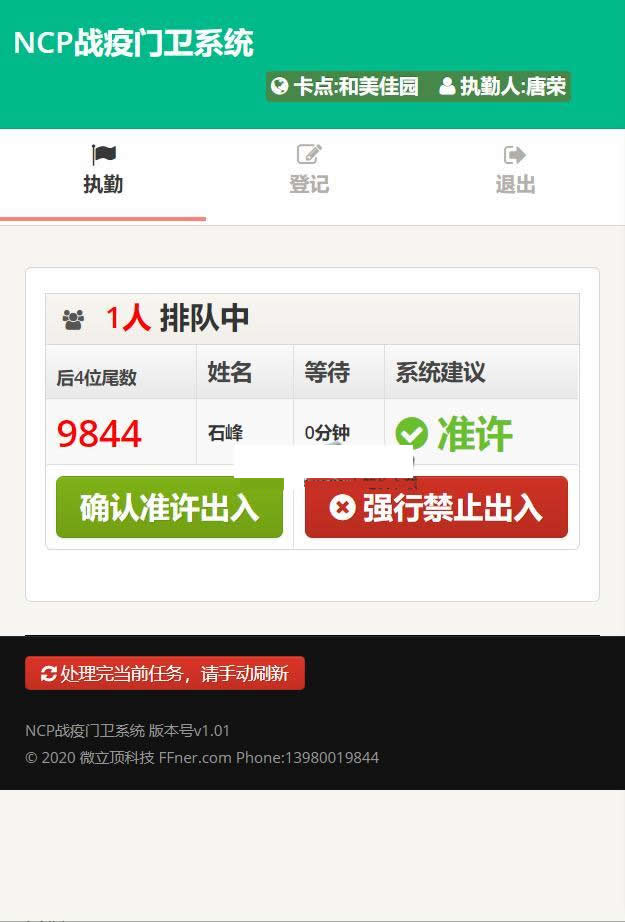 NCP战疫门卫系统
卡点:和美佳园 执勤人:唐荣
执勤 登记 退出
1人 排队中
后4位尾数 姓名 等待 系统建议
9844 石峰 0分钟 准许
确认准许出入 强行禁止出入
处理完当前任务，请手动刷新
NCP战疫门卫系统 版本号v1.01
© 2020 微立顶科技 FFner.com Phone:13980019844